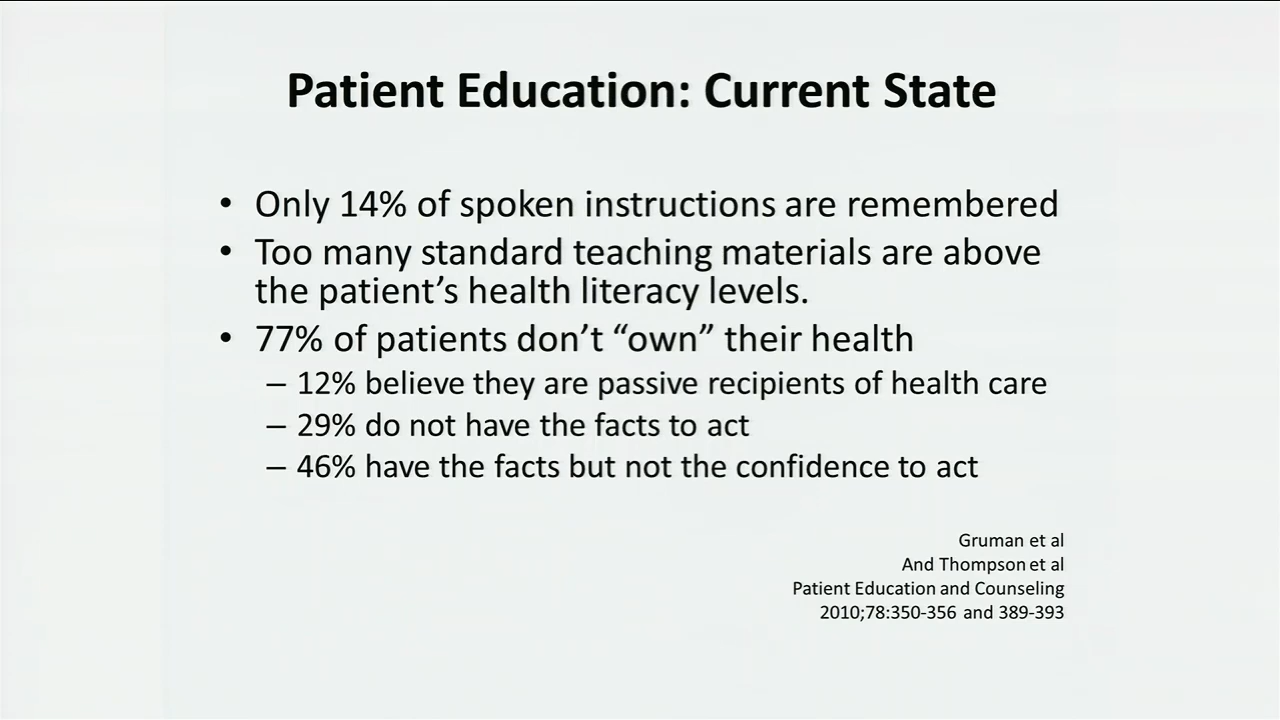 Patient Education: Current State
• Only 14% of spoken instructions are remembered
• Too many standard teaching materials are above
the patient’s health literacy levels.
• 77% of patients don’t “own” their health
– 12% believe they are passive recipients of health care
– 29% do not have the facts to act
– 46% have the facts but not the confidence to act
Gruman et al
And Thompson et al
Patient Education and Counseling
2010;78:350-356 and 389-393